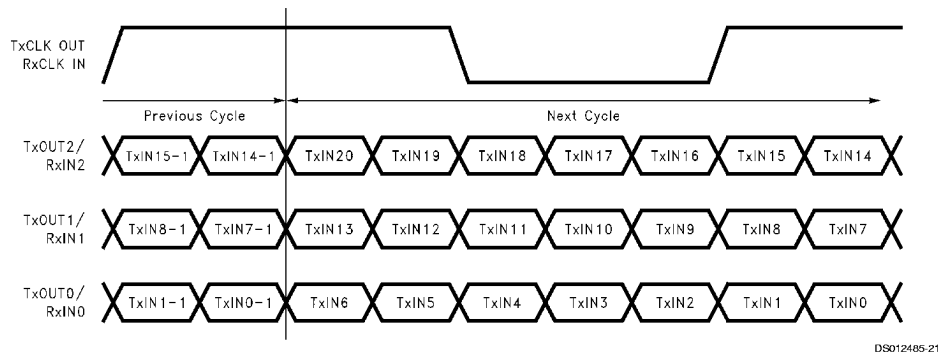 TxCLK OUT
RxCLK IN
Previous Cycle
Next Cycle
TxOUT2/
RxIN2
TxIN15-1 TxIN14-1 TxIN20 TxIN19 TxIN18 TxIN17 TxIN16 TxIN15 TxIN14
TxOUT1/
RxIN1
TxIN8-1 TxIN7-1 TxIN13 TxIN12 TxIN11 TxIN10 TxIN9 TxIN8 TxIN7
TxOUT0/
RxIN0
TxIN1-1 TxIN0-1 TxIN6 TxIN5 TxIN4 TxIN3 TxIN2 TxIN1 TxIN0
DS012485-21